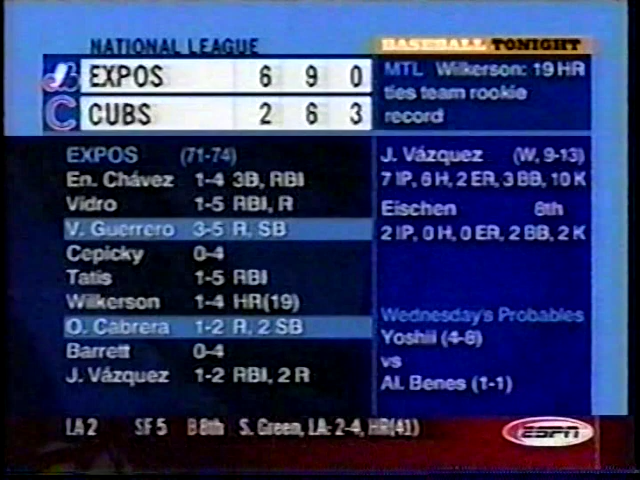 NATIONAL LEAGUE
BASEBALL TONIGHT
EXPOS 6 9 0
CUBS 2 6 3
MTL Wilkerson: 19 HR
ties team rookie
record
EXPOS (71-74)
En. Chávez 1-4 3B, RBI
Vidro 1-5 RBI, R
V. Guerrero 3-5 R, SB
Cepicky 0-4
Tatis 1-5 RBI
Wilkerson 1-4 HR(19)
O. Cabrera 1-2 R, 2 SB
Barrett 0-4
J. Vázquez 1-2 RBI, 2 R
J. Vázquez (W, 9-13)
7 IP, 6 H, 2 ER, 3 BB, 10 K
Eischen 8th
2 IP, 0 H, 0 ER, 2 BB, 2 K
Wednesday's Probables
Yoshii (4-8)
vs
Al. Benes (1-1)
LA 2 SF 5 B 8th S. Green, LA: 2-4, HR(41)
ESPN